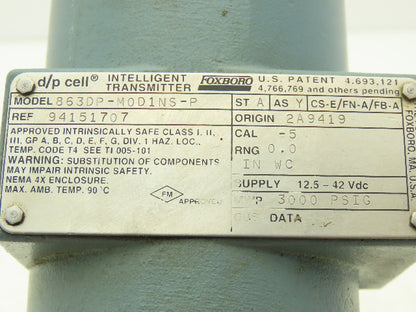 d/p cell® INTELLIGENT TRANSMITTER FOXBORO U.S. PATENT 4,693,121
4,766,769 and others pending
MODEL 863DP-M0D1NS-P ST A AS Y CS-E/FN-A/FB-A
REF 94151707 ORIGIN 2A9419
APPROVED INTRINSICALLY SAFE CLASS I, II,
III, GP A, B, C, D, E, F, G, DIV. 1 HAZ. LOC.,
TEMP. CODE T4 SEE TI 005-101
WARNING: SUBSTITUTION OF COMPONENTS
MAY IMPAIR INTRINSIC SAFETY.
NEMA 4X ENCLOSURE.
MAX. AMB. TEMP. 90°C
FM APPROVED
CAL -5
RNG 0.0
IN WC
SUPPLY 12.5 - 42 Vdc
MWP 3000 PSIG
DATA
FOXBORO, MA, U.S.A.